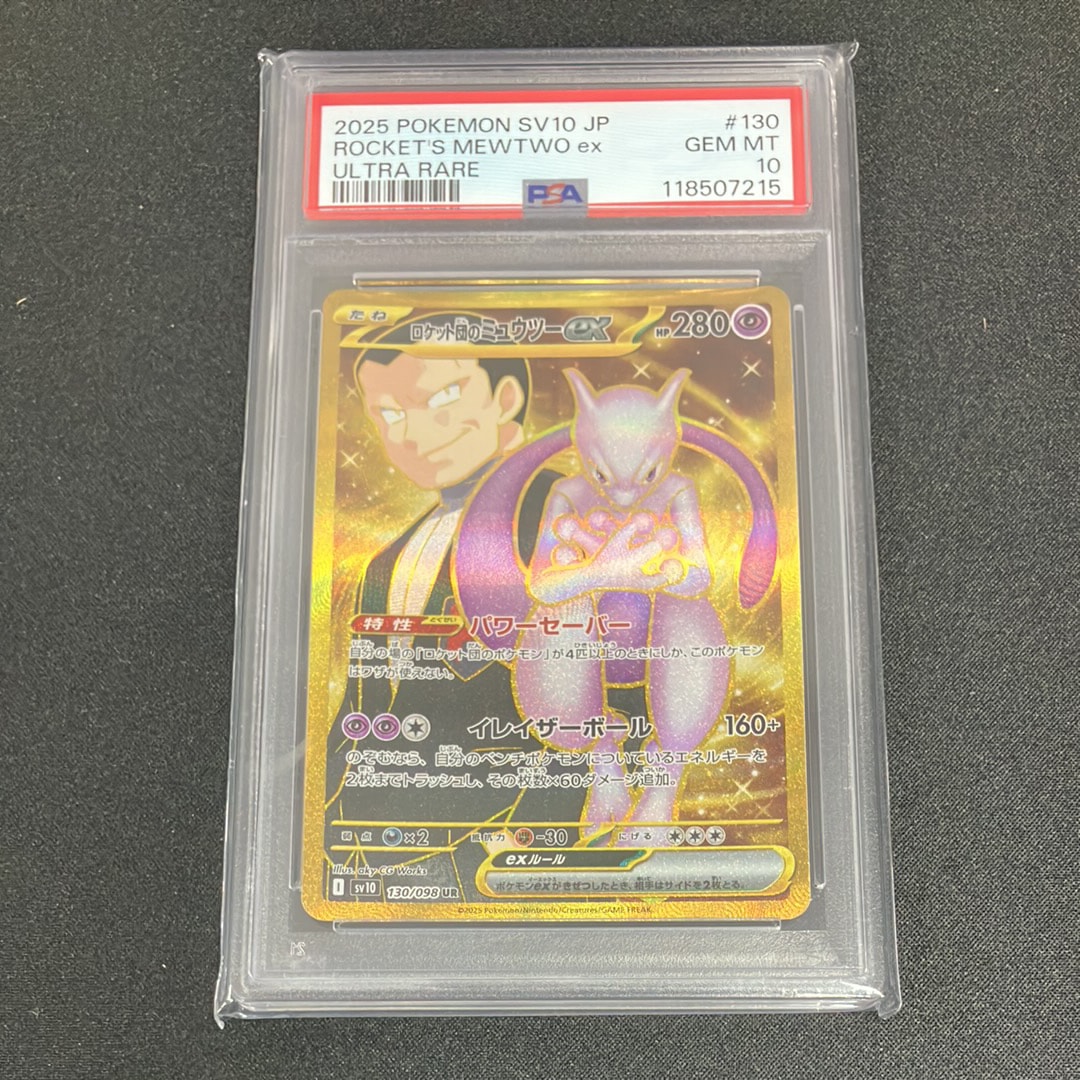 2025 POKEMON SV10 JP #130
ROCKET'S MEWTWO ex GEM MT
ULTRA RARE 10
PSA 118507215
たね ロケット団のミュウツーex HP280
特性 とくせい パワーセーバー
自分の場の「ロケット団のポケモン」が4匹以上のときにしか、このポケモン
はワザが使えない。
イレイザーボール 160+
のぞむなら、自分のベンチポケモンについているエネルギーを
2枚までトラッシュし、その枚数×60ダメージ追加。
弱点 ×2 抵抗力 -30 にげる
Illus. aky CG Works
exルール
ポケモンexがきぜつしたとき、相手はサイドを2枚とる。
I SV10 130/098 UR
©2025 Pokémon/Nintendo/Creatures/GAME FREAK.